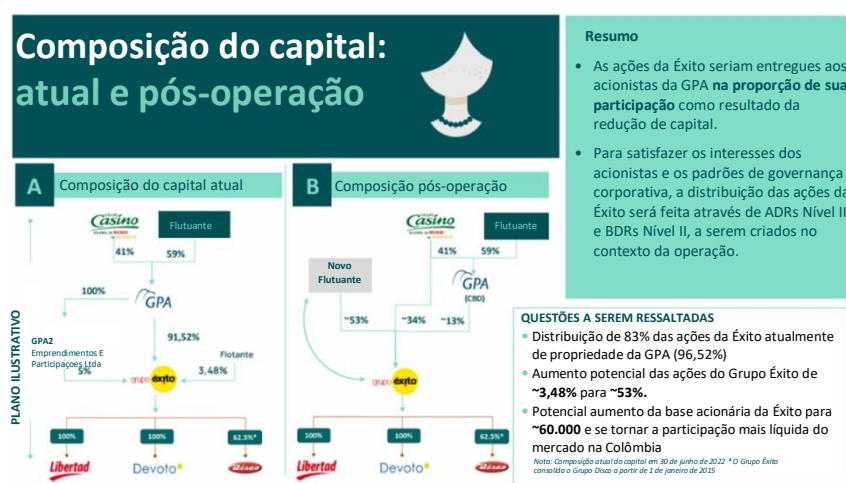 Composição do capital:
atual e pós-operação
Resumo
• As ações da Éxito seriam entregues aos
acionistas da GPA na proporção de sua
participação como resultado da
redução de capital.
• Para satisfazer os interesses dos
acionistas e os padrões de governança
corporativa, a distribuição das ações da
Éxito será feita através de ADRs Nível II
e BDRs Nível II, a serem criados no
contexto da operação.
A Composição do capital atual
Casino
Flutuante
41% 59%
100%
GPA
GPA2
Emprendimentos E
Participaçoes Ltda
91,52%
Flotante
5%
3,48%
grupo éxito
100% 100% 62.5%*
Libertad Devoto Disco
PLANO ILUSTRATIVO
B Composição pós-operação
Casino
Flutuante
41% 59%
Novo
Flutuante
GPA
(CBD)
~53% ~34% ~13%
grupo éxito
100% 100% 62.5%*
Libertad Devoto Disco
QUESTÕES A SEREM RESSALTADAS
• Distribuição de 83% das ações da Éxito atualmente
de propriedade da GPA (96,52%)
• Aumento potencial das ações do Grupo Éxito de
~3,48% para ~53%.
• Potencial aumento da base acionária da Éxito para
~60.000 e se tornar a participação mais líquida do
mercado na Colômbia
Nota: Composição atual do capital em 30 de junho de 2022 * O Grupo Éxito
consolida o Grupo Disco a partir de 1 de janeiro de 2015